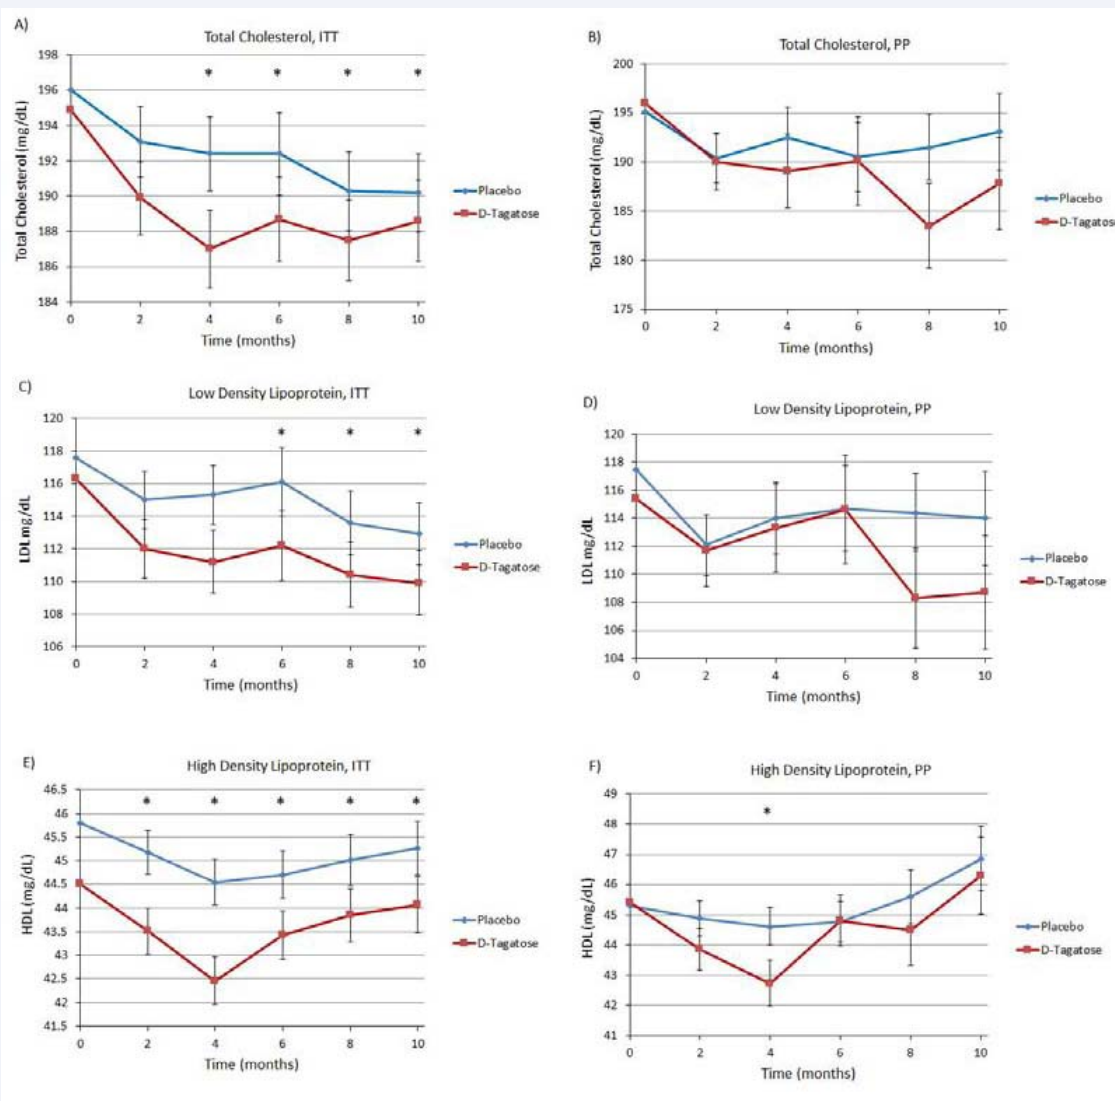 A)
Total Cholesterol, ITT
198
196
194
192
190
188
186
184
* * * *
Total Cholesterol (mg/dL)
0 2 4 6 8 10
Time (months)
Placebo
D-Tagatose
B)
Total Cholesterol, PP
200
195
190
185
180
175
Total Cholesterol (mg/dL)
0 2 4 6 8 10
Time (months)
Placebo
D-Tagatose
C)
Low Density Lipoprotein, ITT
120
118
116
114
112
110
108
106
* * *
LDL mg/dL
0 2 4 6 8 10
Time (months)
Placebo
D-Tagatose
D)
Low Density Lipoprotein, PP
120
118
116
114
112
110
108
106
104
LDL mg/dL
0 2 4 6 8 10
Time (months)
Placebo
D-Tagatose
E)
High Density Lipoprotein, ITT
46.5
46
45.5
45
44.5
44
43.5
43
42.5
42
41.5
* * * * *
HDL (mg/dL)
0 2 4 6 8 10
Time (months)
Placebo
D-Tagatose
F)
High Density Lipoprotein, PP
49
48
47
46
45
44
43
42
41
*
HDL (mg/dL)
0 2 4 6 8 10
Time (months)
Placebo
D-Tagatose